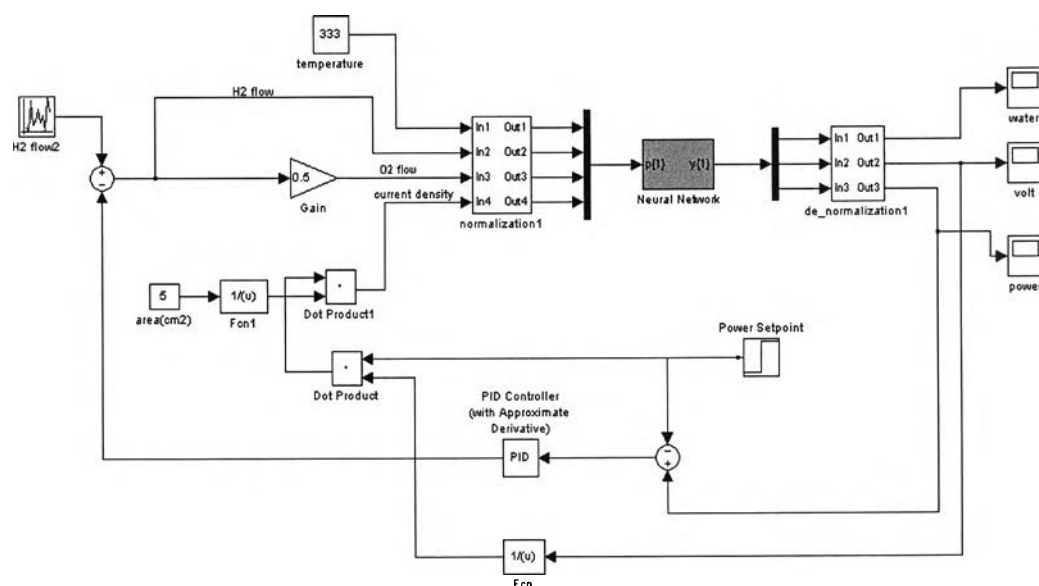 333
temperature
H2 flow
H2 flow2
+
-
0.5
Gain
O2 flow
current density
In1 Out1
In2 Out2
In3 Out3
In4 Out4
normalization1
p{1} y{1}
Neural Network
In1 Out1
In2 Out2
In3 Out3
de_normalization1
water
volt
power
5
area(cm2)
1/(u)
Fcn1
.
Dot Product1
.
Dot Product
Power Setpoint
PID Controller
(with Approximate
Derivative)
PID
-
+
1/(u)
Fcn